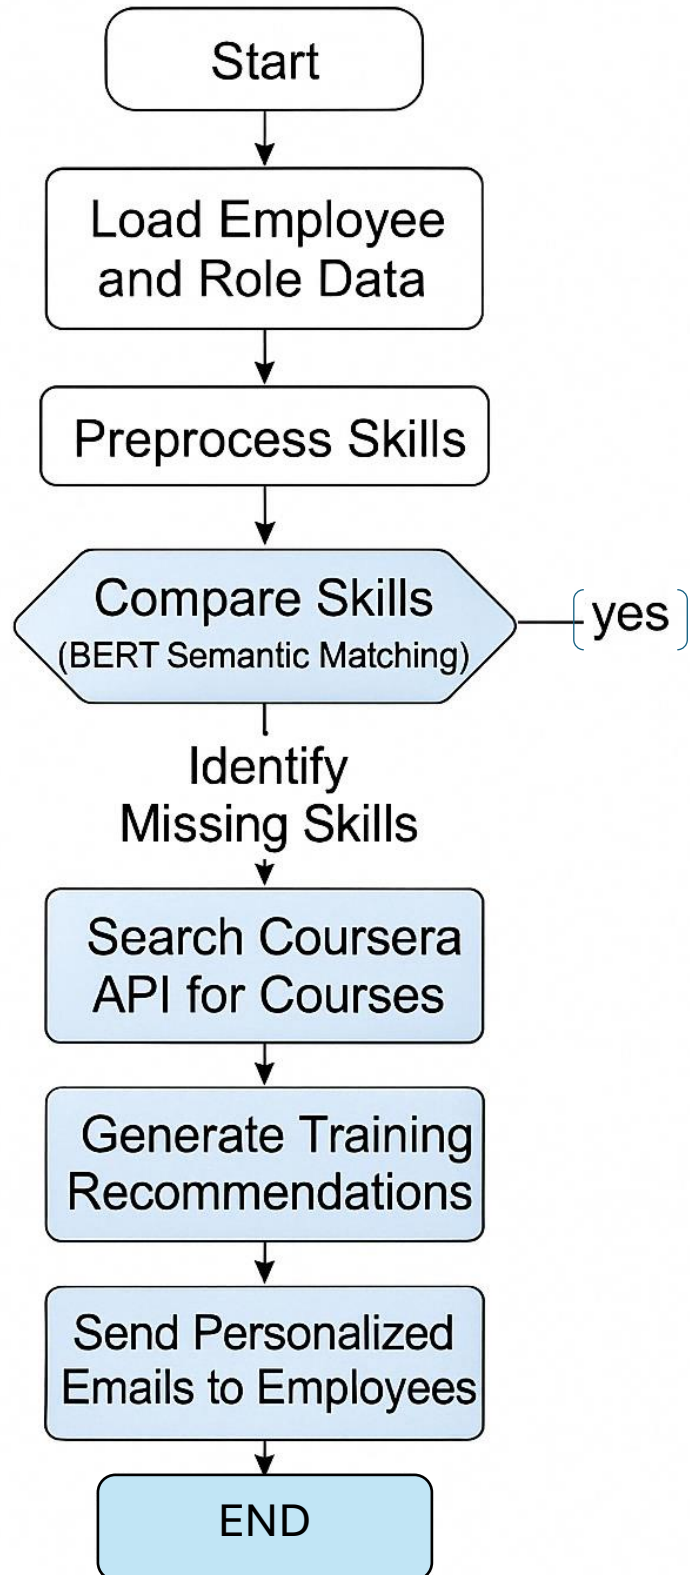 Start
Load Employee
and Role Data
Preprocess Skills
Compare Skills
(BERT Semantic Matching)
yes
Identify
Missing Skills
Search Coursera
API for Courses
Generate Training
Recommendations
Send Personalized
Emails to Employees
END